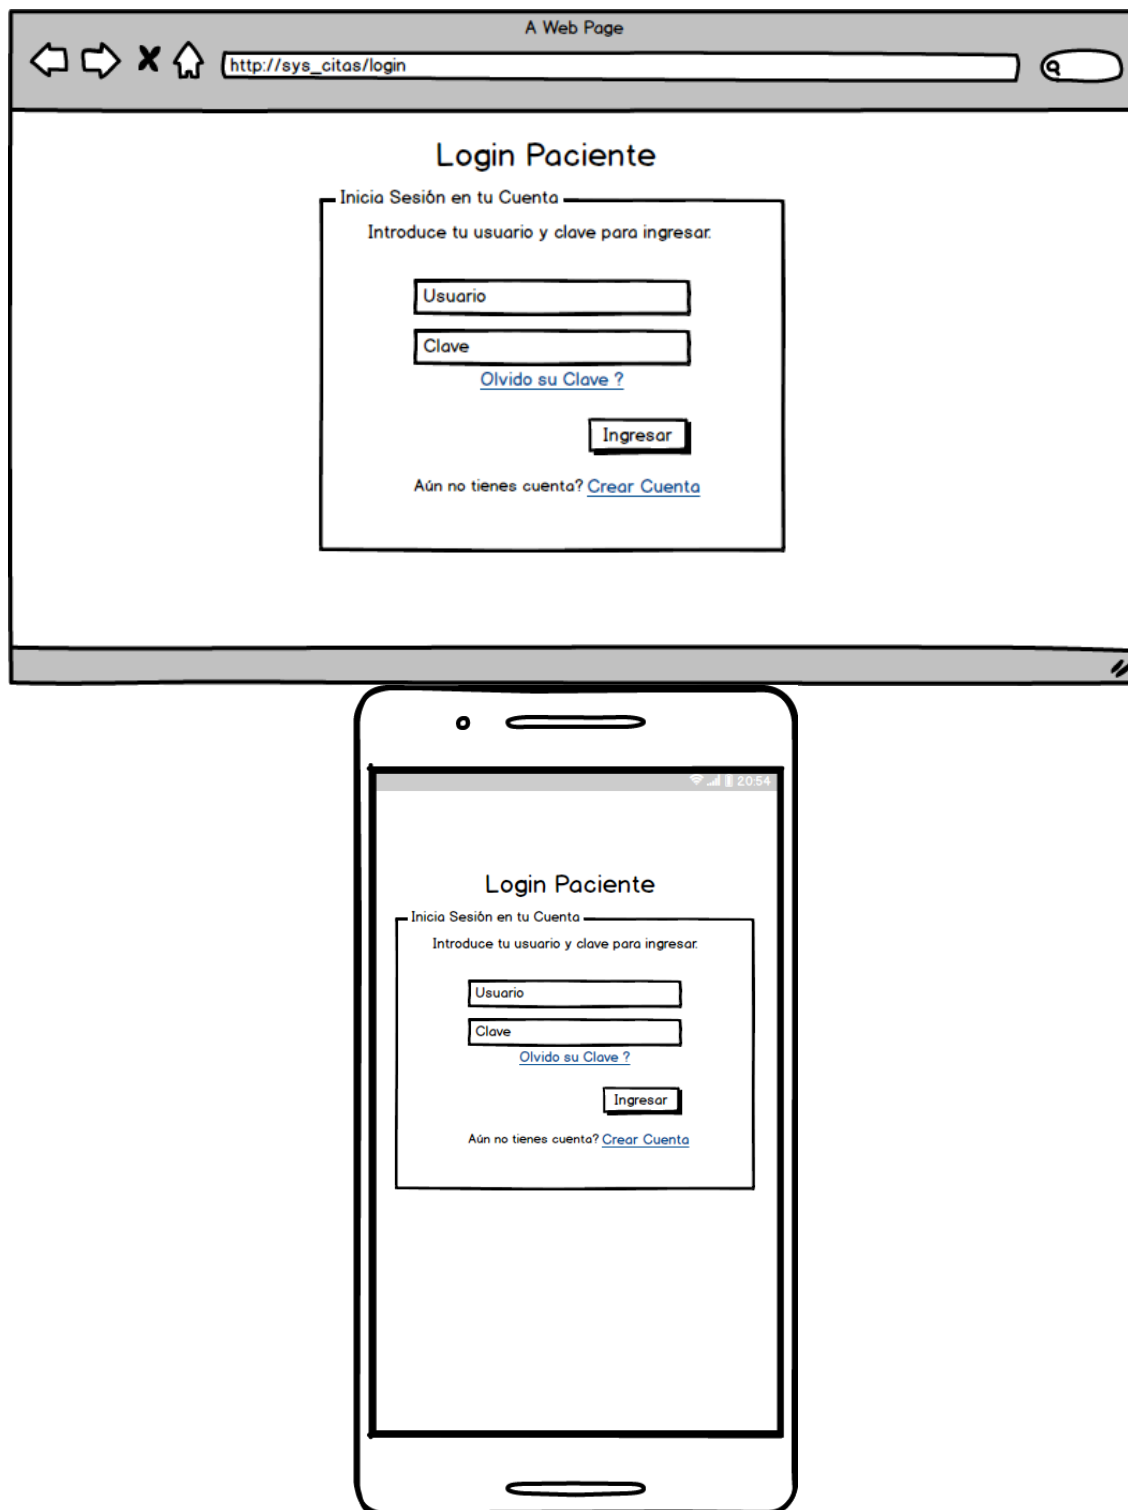 A Web Page
http://sys_citas/login
Login Paciente
Inicia Sesión en tu Cuenta
Introduce tu usuario y clave para ingresar.
Usuario
Clave
Olvido su Clave ?
Ingresar
Aún no tienes cuenta? Crear Cuenta
20:54
Login Paciente
Inicia Sesión en tu Cuenta
Introduce tu usuario y clave para ingresar.
Usuario
Clave
Olvido su Clave ?
Ingresar
Aún no tienes cuenta? Crear Cuenta